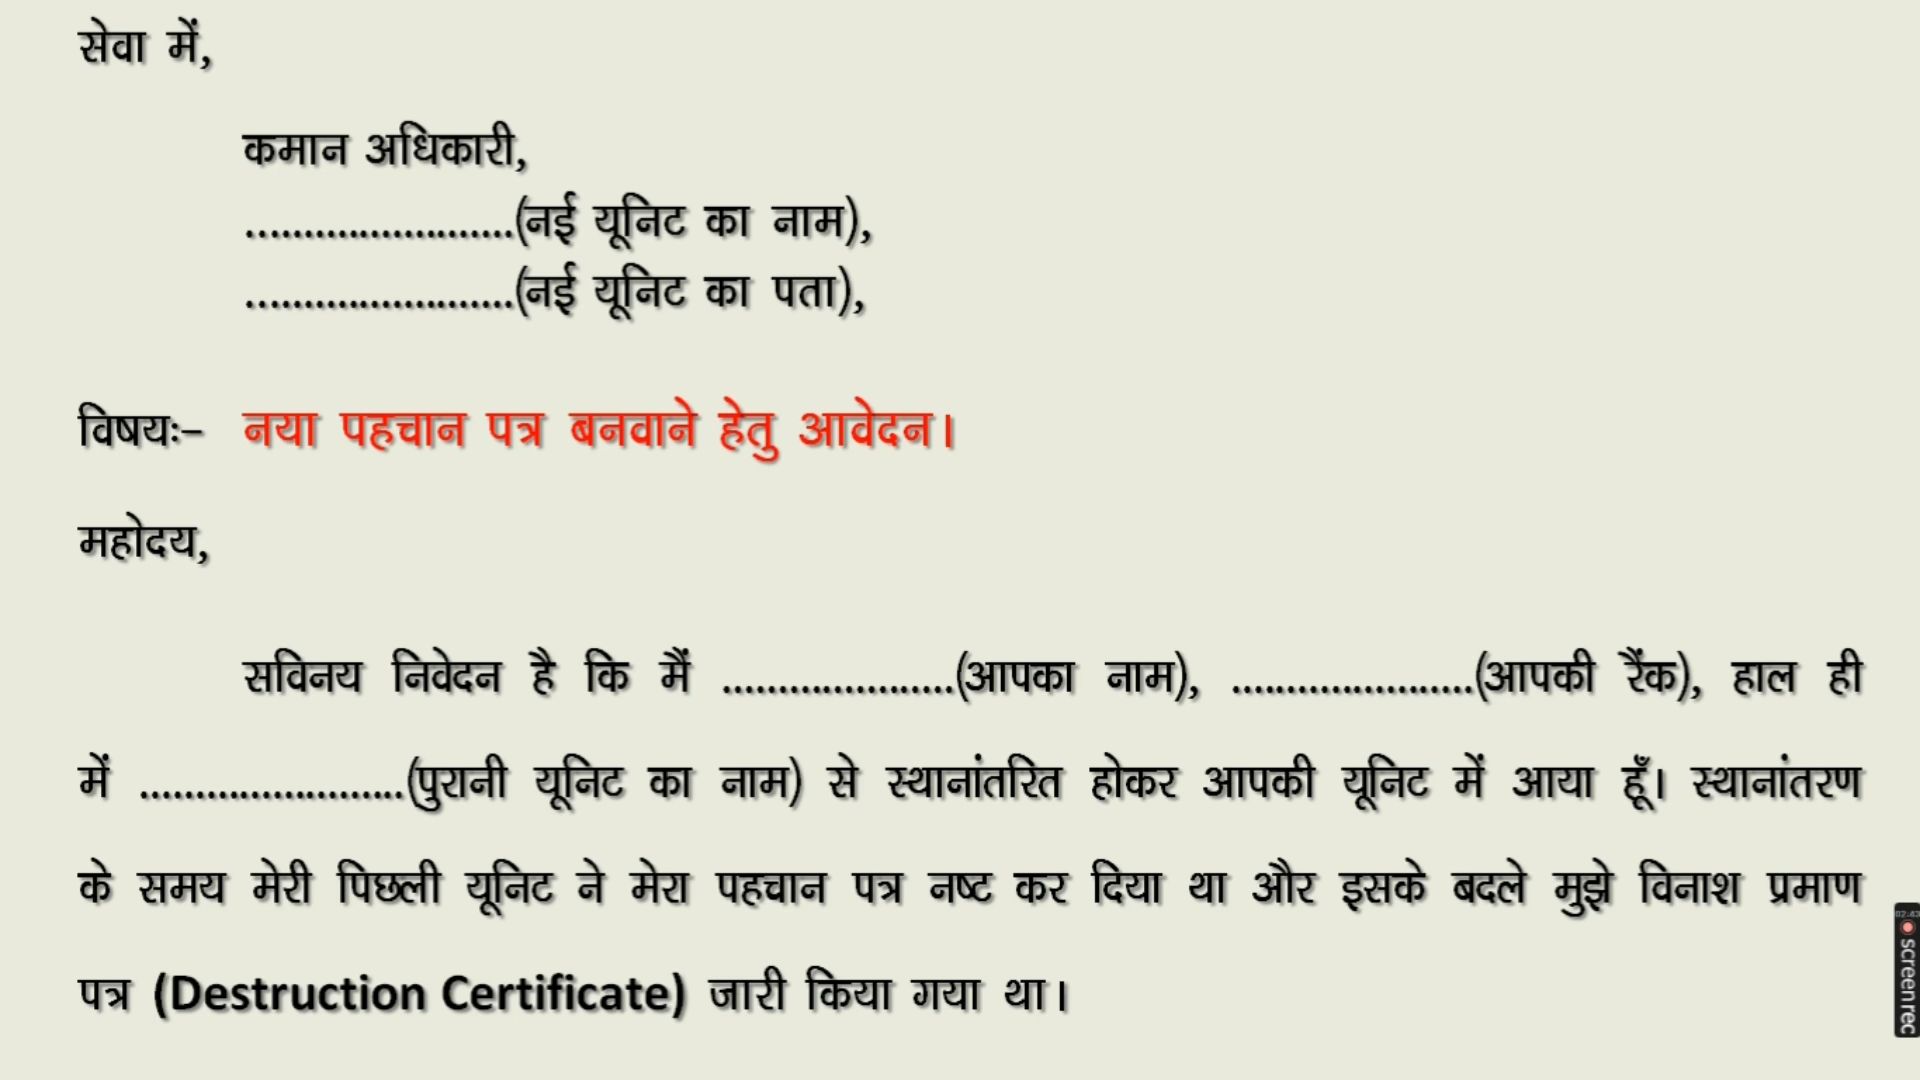 सेवा में,
कमान अधिकारी,
.......................(नई यूनिट का नाम),
.......................(नई यूनिट का पता),
विषयः– नया पहचान पत्र बनवाने हेतु आवेदन।
महोदय,
सविनय निवेदन है कि मैं .....................(आपका नाम), ......................(आपकी रैंक), हाल ही
में ........................(पुरानी यूनिट का नाम) से स्थानांतरित होकर आपकी यूनिट में आया हूँ। स्थानांतरण
के समय मेरी पिछली यूनिट ने मेरा पहचान पत्र नष्ट कर दिया था और इसके बदले मुझे विनाश प्रमाण
पत्र (Destruction Certificate) जारी किया गया था।
02:43
screenrec